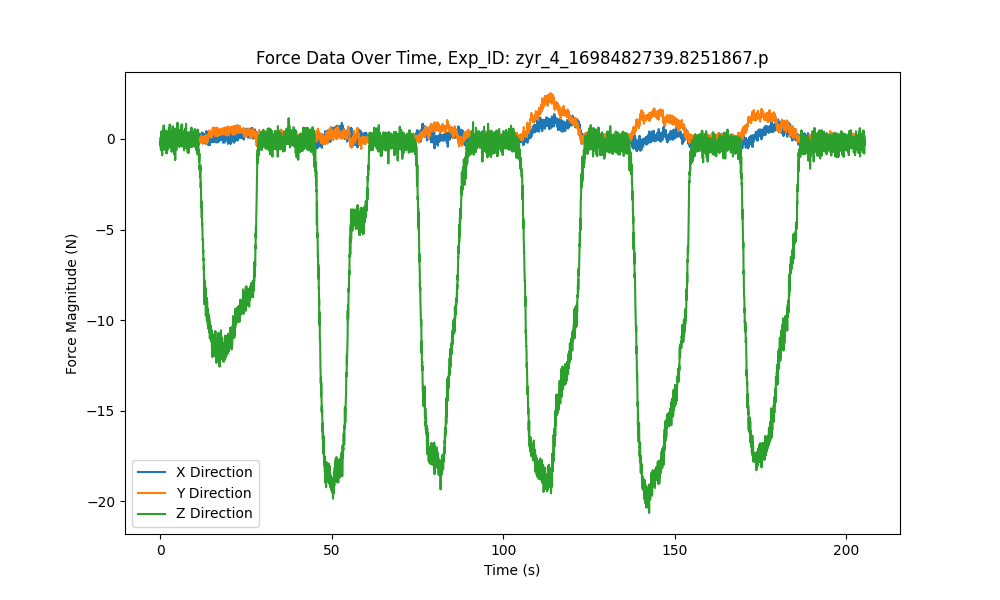 Force Data Over Time, Exp_ID: zyr_4_1698482739.8251867.p
Force Magnitude (N)
0
−5
−10
−15
−20
X Direction
Y Direction
Z Direction
0 50 100 150 200
Time (s)